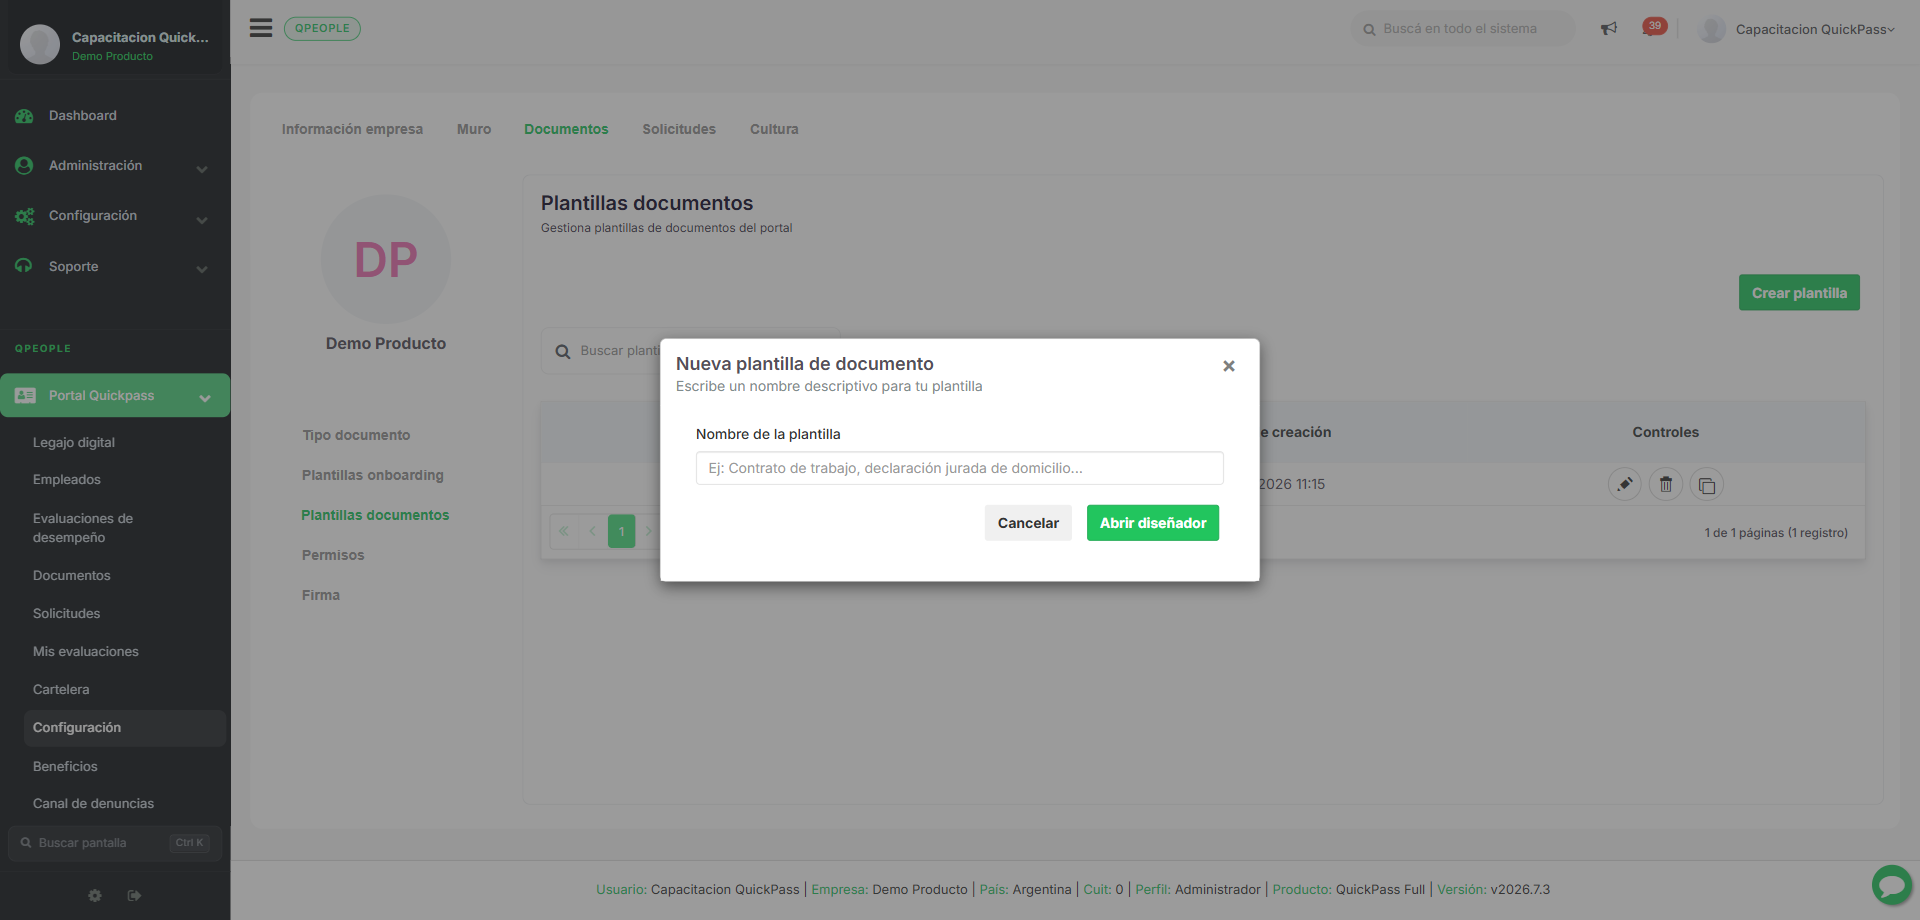 Capacitacion Quick...
Demo Producto
QPEOPLE
Buscá en todo el sistema
39
Capacitacion QuickPass
Dashboard
Administración
Configuración
Soporte
QPEOPLE
Portal Quickpass
Legajo digital
Empleados
Evaluaciones de
desempeño
Documentos
Solicitudes
Mis evaluaciones
Cartelera
Configuración
Beneficios
Canal de denuncias
Buscar pantalla
Ctrl K
Información empresa
Muro
Documentos
Solicitudes
Cultura
DP
Demo Producto
Tipo documento
Plantillas onboarding
Plantillas documentos
Permisos
Firma
Plantillas documentos
Gestiona plantillas de documentos del portal
Crear plantilla
Buscar planti
e creación
Controles
2026 11:15
1
1 de 1 páginas (1 registro)
Nueva plantilla de documento
Escribe un nombre descriptivo para tu plantilla
Nombre de la plantilla
Ej: Contrato de trabajo, declaración jurada de domicilio...
Cancelar
Abrir diseñador
Usuario: Capacitacion QuickPass | Empresa: Demo Producto | País: Argentina | Cuit: 0 | Perfil: Administrador | Producto: QuickPass Full | Versión: v2026.7.3